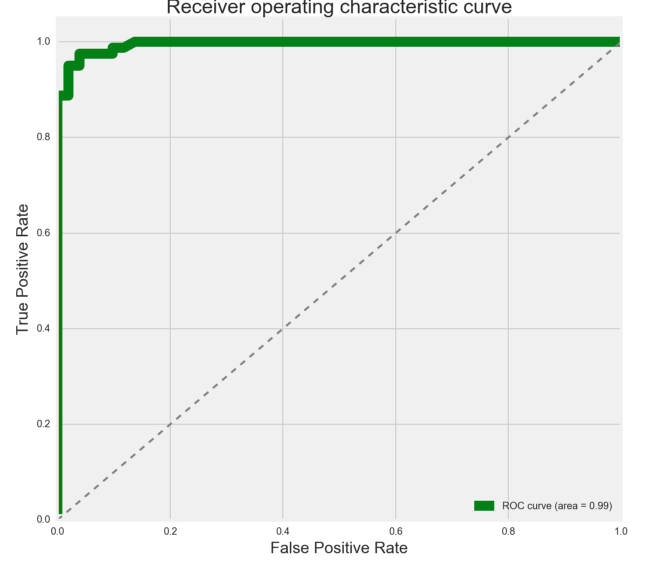 Receiver operating characteristic curve
1.0
0.8
0.6
0.4
0.2
0.0
True Positive Rate
0.0 0.2 0.4 0.6 0.8 1.0
False Positive Rate
ROC curve (area = 0.99)